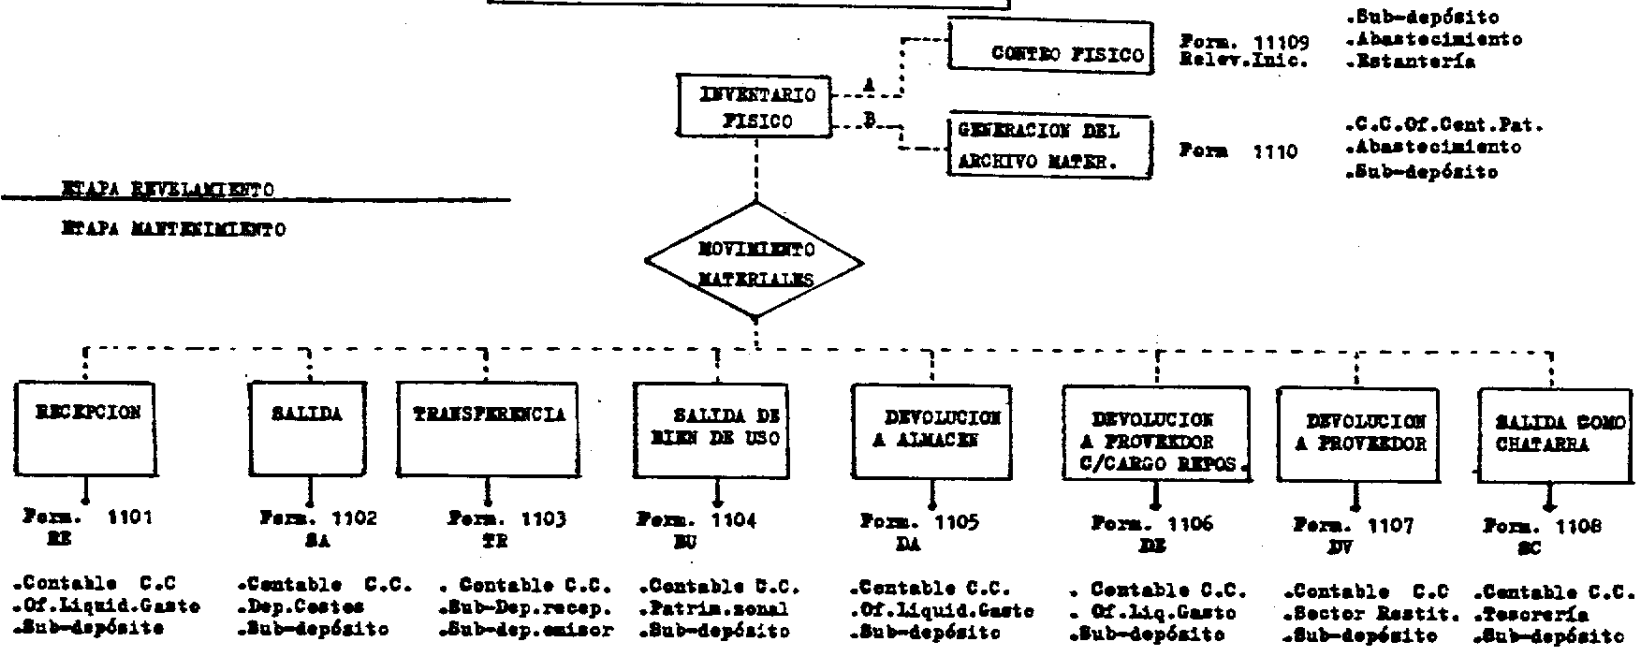 .Sub-depósito
CONTRO FISICO
Form. 11109
.Abastecimiento
Relev.Inic.
.Estantería
INVENTARIO
FISICO
A
B
GENERACION DEL
ARCHIVO MATER.
Form 1110
.C.C.Of.Cent.Pat.
.Abastecimiento
.Sub-depósito
ETAPA REVELAMIENTO
ETAPA MANTENIMIENTO
MOVIMIENTO
MATERIALES
RECEPCION
Form. 1101
RE
.Contable C.C
.Of.Liquid.Gasto
.Sub-depósito
SALIDA
Form. 1102
SA
.Contable C.C.
.Dep.Costos
.Sub-depósito
TRANSFERENCIA
Form. 1103
TR
. Contable C.C.
.Sub-Dep.recep.
.Sub-dep.emisor
SALIDA DE
BIEN DE USO
Form. 1104
BU
.Contable C.C.
.Patrim.zonal
.Sub-depósito
DEVOLUCION
A ALMACEN
Form. 1105
DA
.Contable C.C.
.Of.Liquid.Gasto
.Sub-depósito
DEVOLUCION
A PROVEEDOR
C/CARGO REPOS.
Form. 1106
DE
. Contable C.C.
. Of.Liq.Gasto
.Sub-depósito
DEVOLUCION
A PROVEEDOR
Form. 1107
DV
.Contable C.C
.Sector Restit.
.Sub-depósito
SALIDA COMO
CHATARRA
Form. 1108
SC
.Contable C.C.
.Tesorería
.Sub-depósito